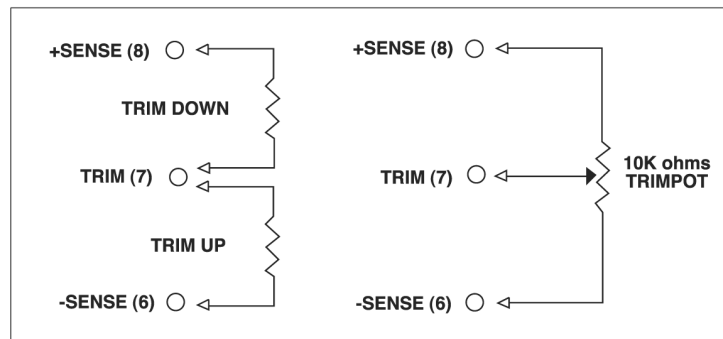 +SENSE (8)
TRIM DOWN
TRIM (7)
TRIM UP
-SENSE (6)
+SENSE (8)
TRIM (7)
10K ohms
TRIMPOT
-SENSE (6)